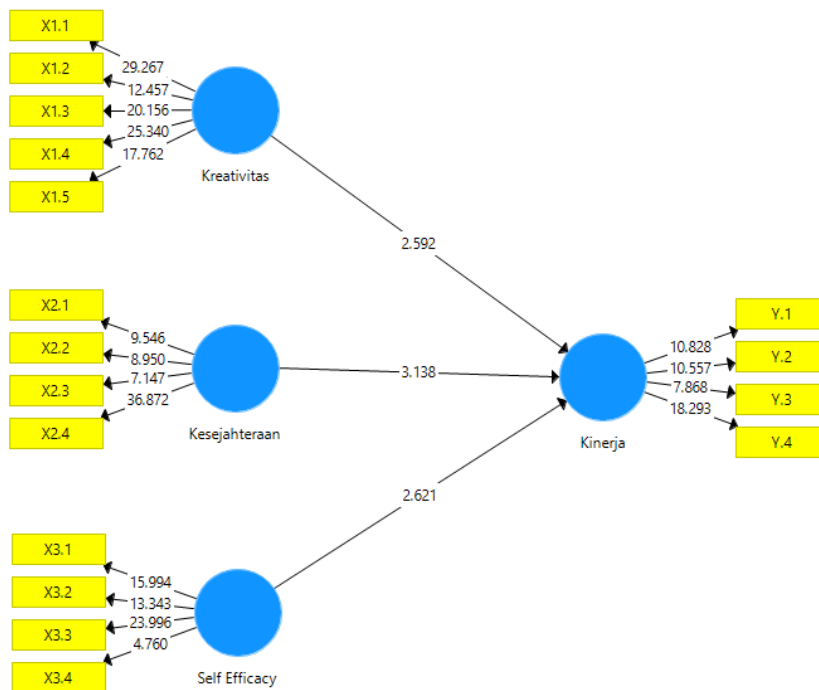 X1.1
29.267
X1.2
12.457
X1.3
20.156
X1.4
25.340
X1.5
17.762
Kreativitas
2.592
X2.1
9.546
X2.2
8.950
X2.3
7.147
X2.4
36.872
Kesejahteraan
3.138
Y.1
10.828
Y.2
10.557
Y.3
7.868
Y.4
18.293
Kinerja
2.621
X3.1
15.994
X3.2
13.343
X3.3
23.996
X3.4
4.760
Self Efficacy